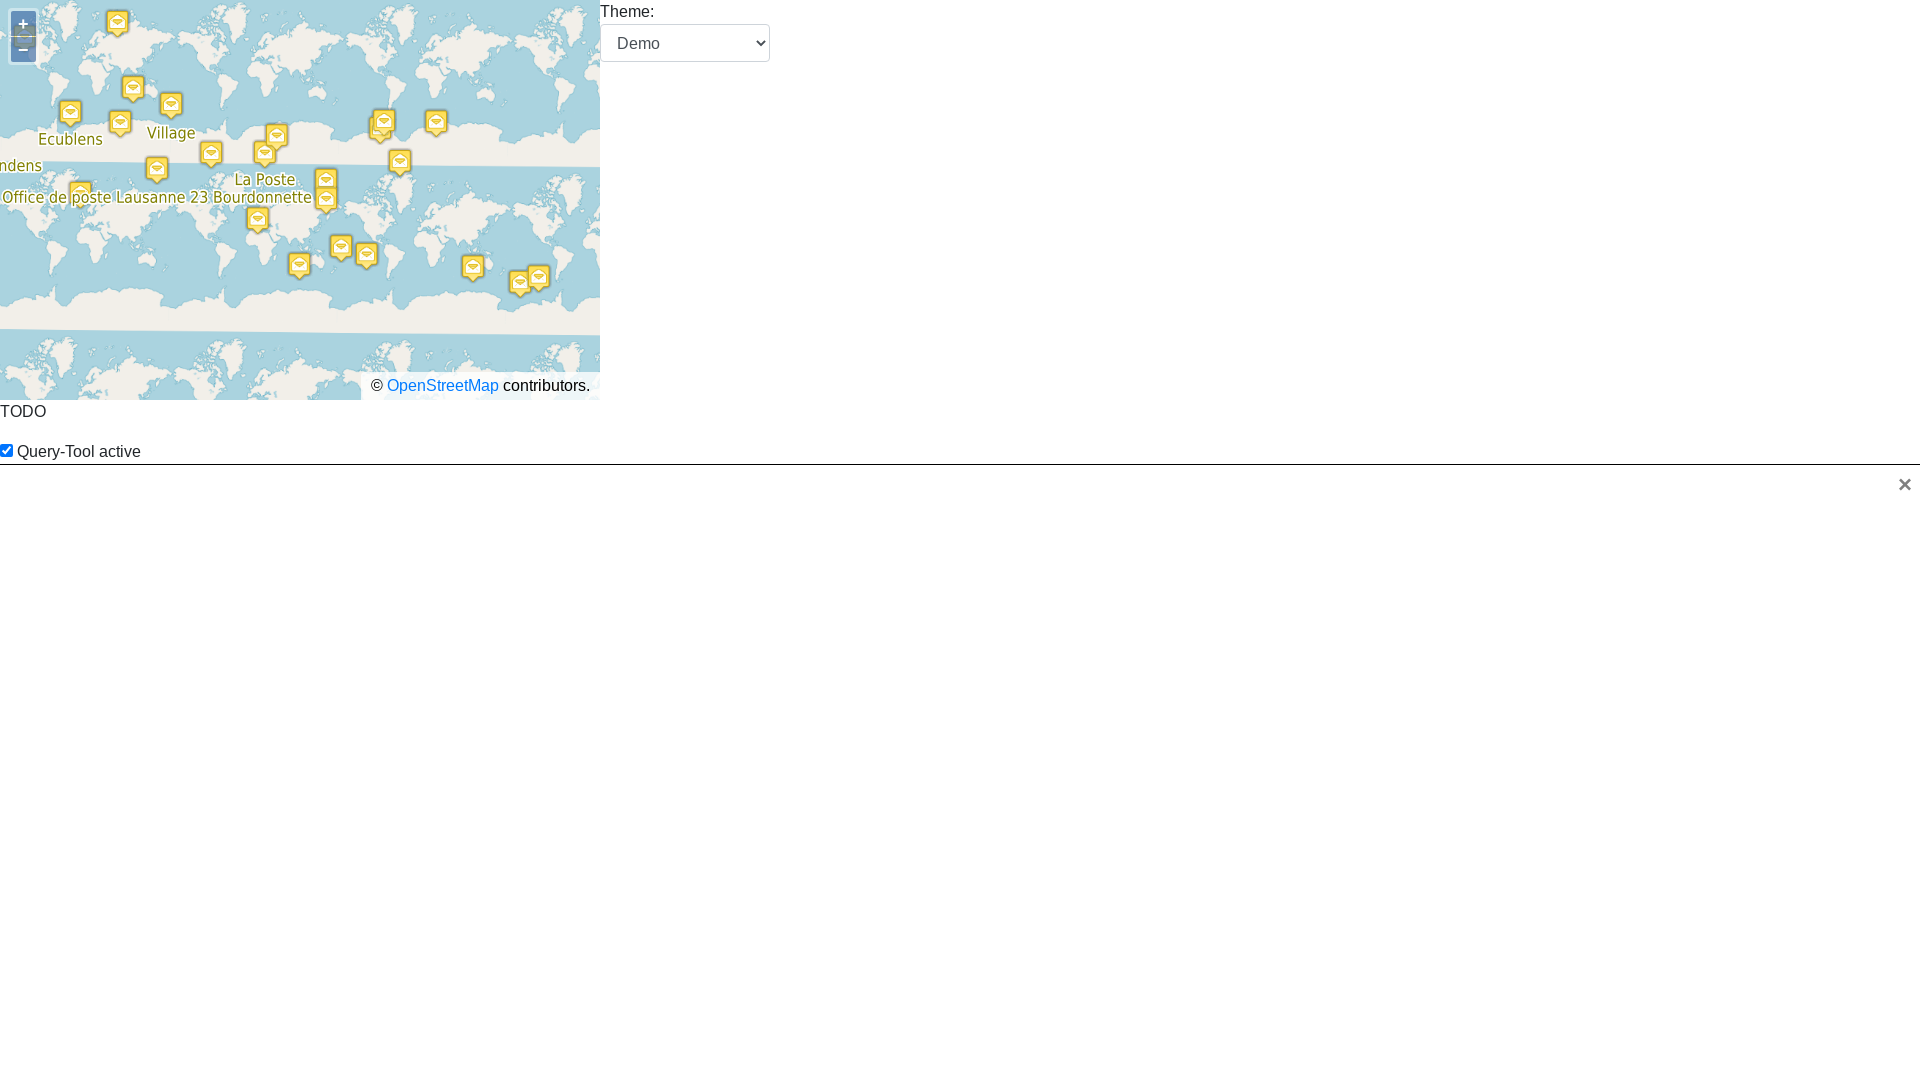 +
−
Theme:
Demo
Ecublens
Village
ndens
La Poste
Office de poste Lausanne 23 Bourdonnette
© OpenStreetMap contributors.
TODO
Query-Tool active
×